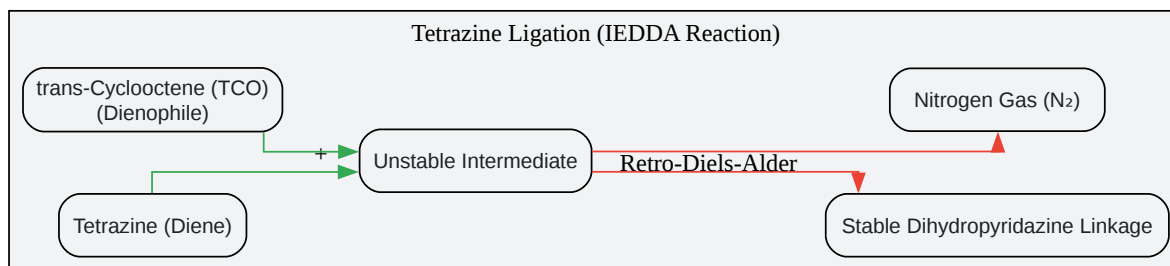 Tetrazine Ligation (IEDDA Reaction)
trans-Cyclooctene (TCO)
(Dienophile)
Nitrogen Gas (N₂)
+
Unstable Intermediate
Retro-Diels-Alder
Tetrazine (Diene)
Stable Dihydropyridazine Linkage